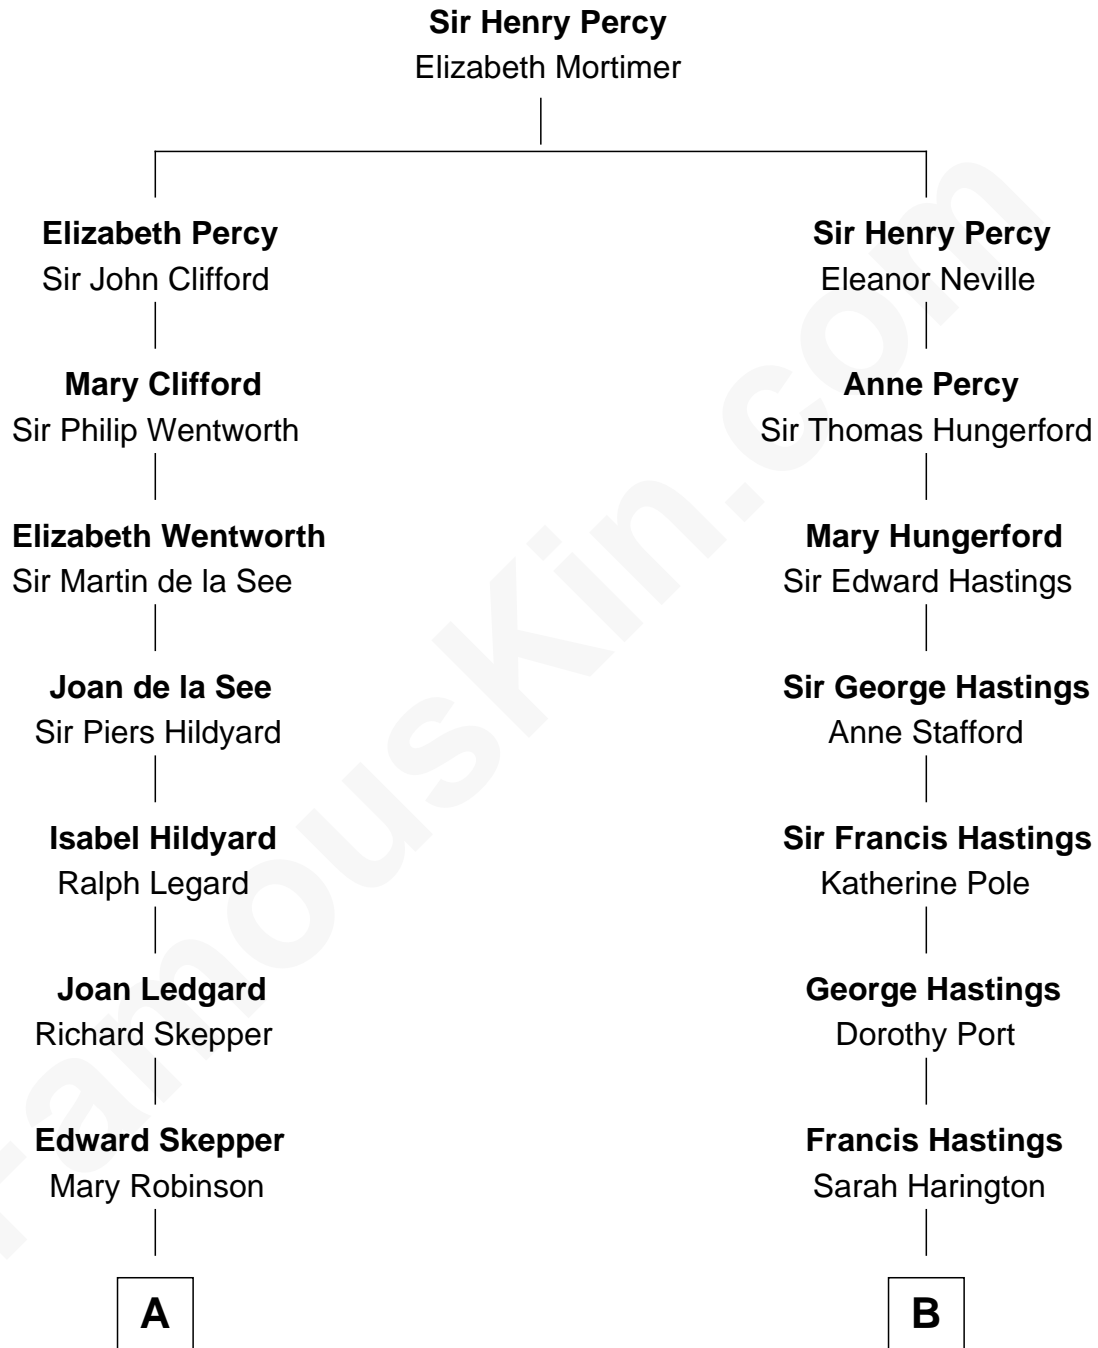 Sir Henry Percy
Elizabeth Mortimer
Elizabeth Percy
Sir John Clifford
Sir Henry Percy
Eleanor Neville
Mary Clifford
Sir Philip Wentworth
Anne Percy
Sir Thomas Hungerford
Elizabeth Wentworth
Sir Martin de la See
Mary Hungerford
Sir Edward Hastings
Joan de la See
Sir Piers Hildyard
Sir George Hastings
Anne Stafford
Isabel Hildyard
Ralph Legard
Sir Francis Hastings
Katherine Pole
Joan Ledgard
Richard Skepper
George Hastings
Dorothy Port
Edward Skepper
Mary Robinson
Francis Hastings
Sarah Harington
A
B
FamousKin.com